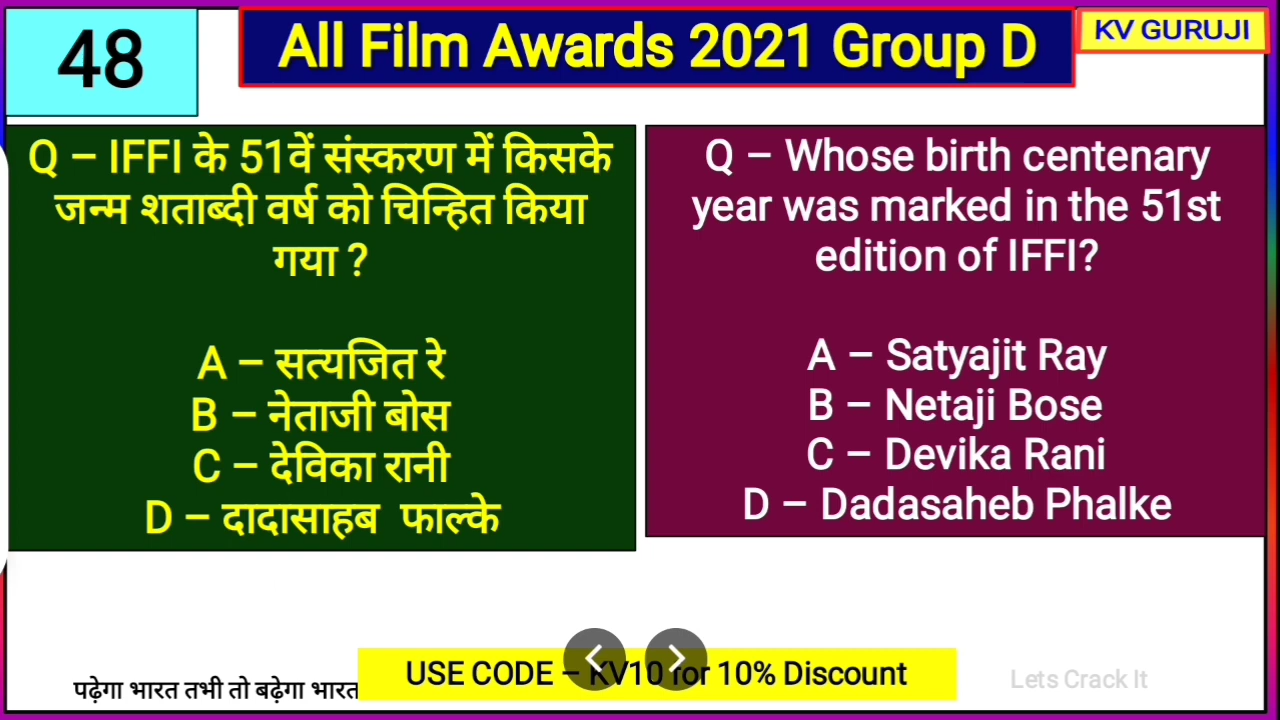 48
All Film Awards 2021 Group D
KV GURUJI
Q – IFFI के 51वें संस्करण में किसके
जन्म शताब्दी वर्ष को चिन्हित किया
गया ?
A – सत्यजित रे
B – नेताजी बोस
C – देविका रानी
D – दादासाहब फाल्के
Q – Whose birth centenary
year was marked in the 51st
edition of IFFI?
A – Satyajit Ray
B – Netaji Bose
C – Devika Rani
D – Dadasaheb Phalke
USE CODE – KV10 for 10% Discount
पढ़ेगा भारत तभी तो बढ़ेगा भारत
Lets Crack It